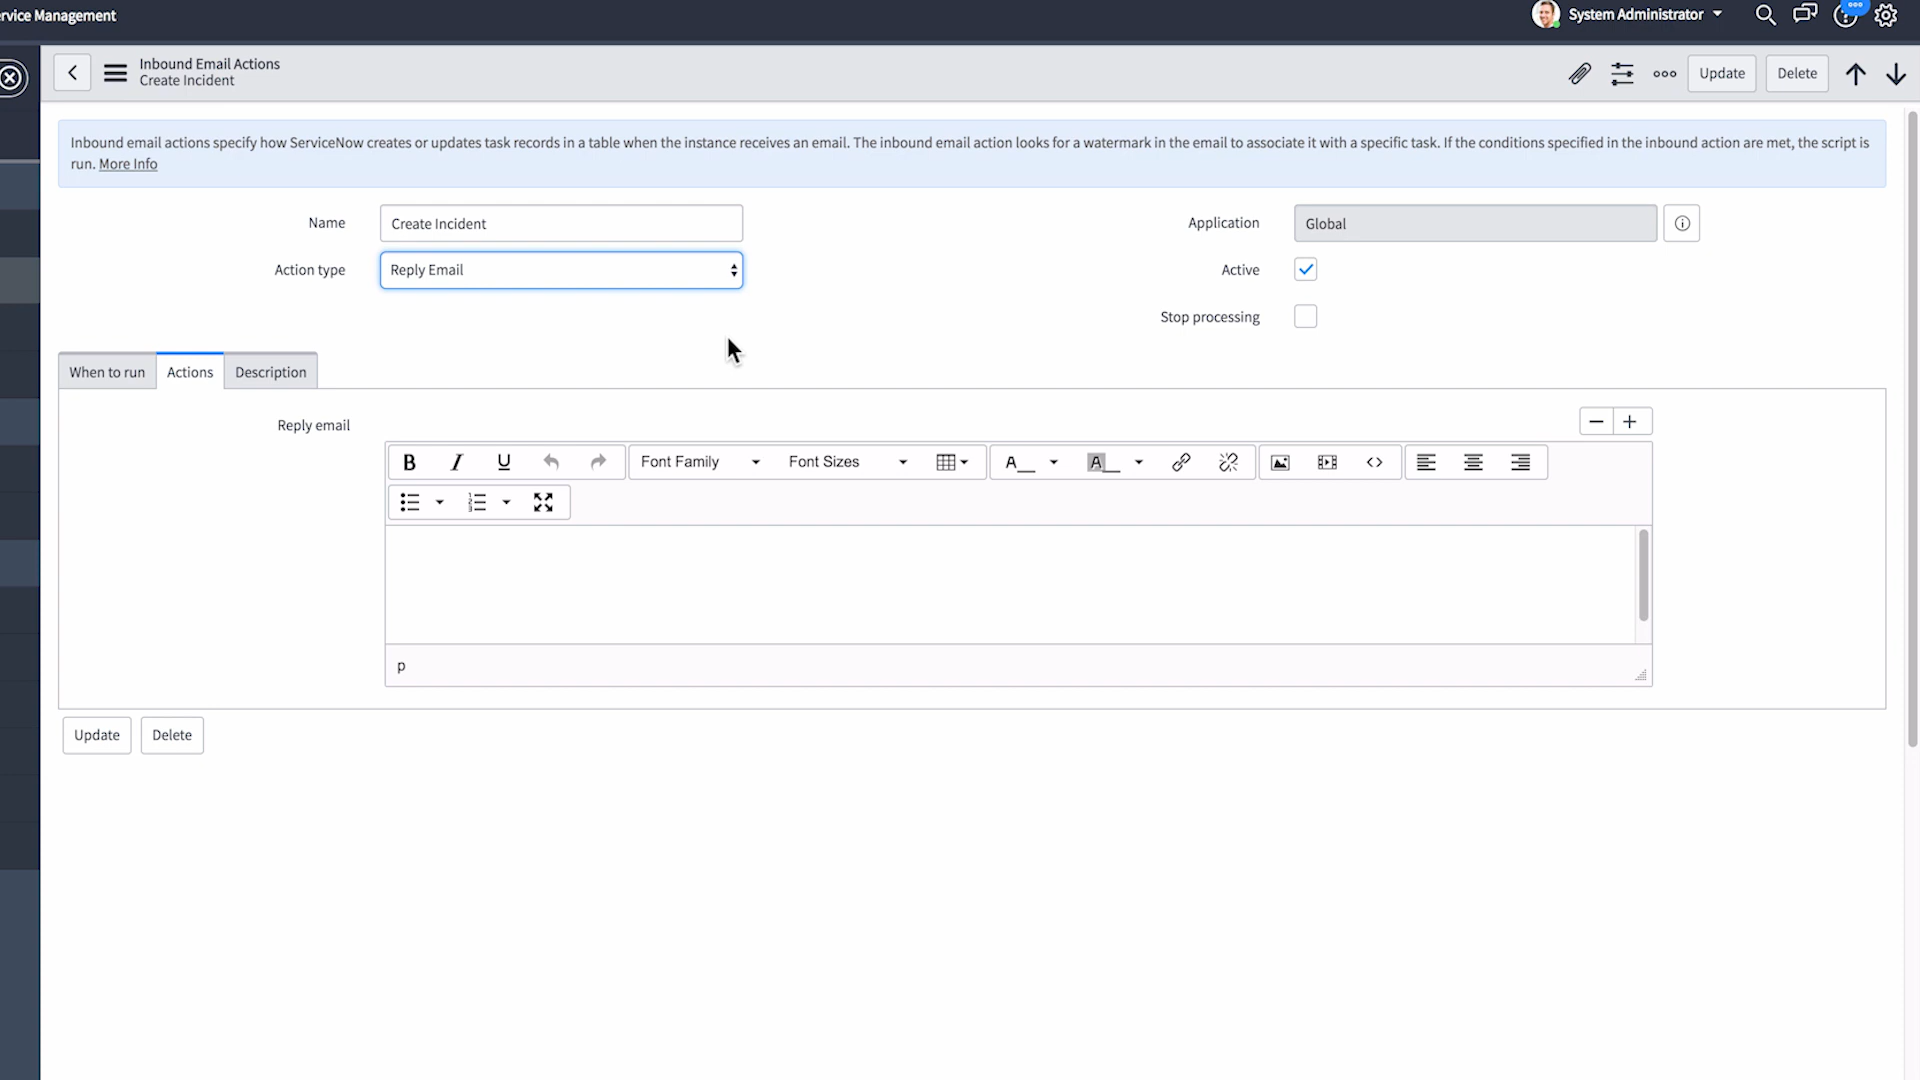 rvice Management
System Administrator
Inbound Email Actions
Create Incident
Update
Delete
Inbound email actions specify how ServiceNow creates or updates task records in a table when the instance receives an email. The inbound email action looks for a watermark in the email to associate it with a specific task. If the conditions specified in the inbound action are met, the script is
run. More Info
Name
Create Incident
Application
Global
Action type
Reply Email
Active
Stop processing
When to run
Actions
Description
Reply email
B I U
Font Family
Font Sizes
A
A
p
Update
Delete